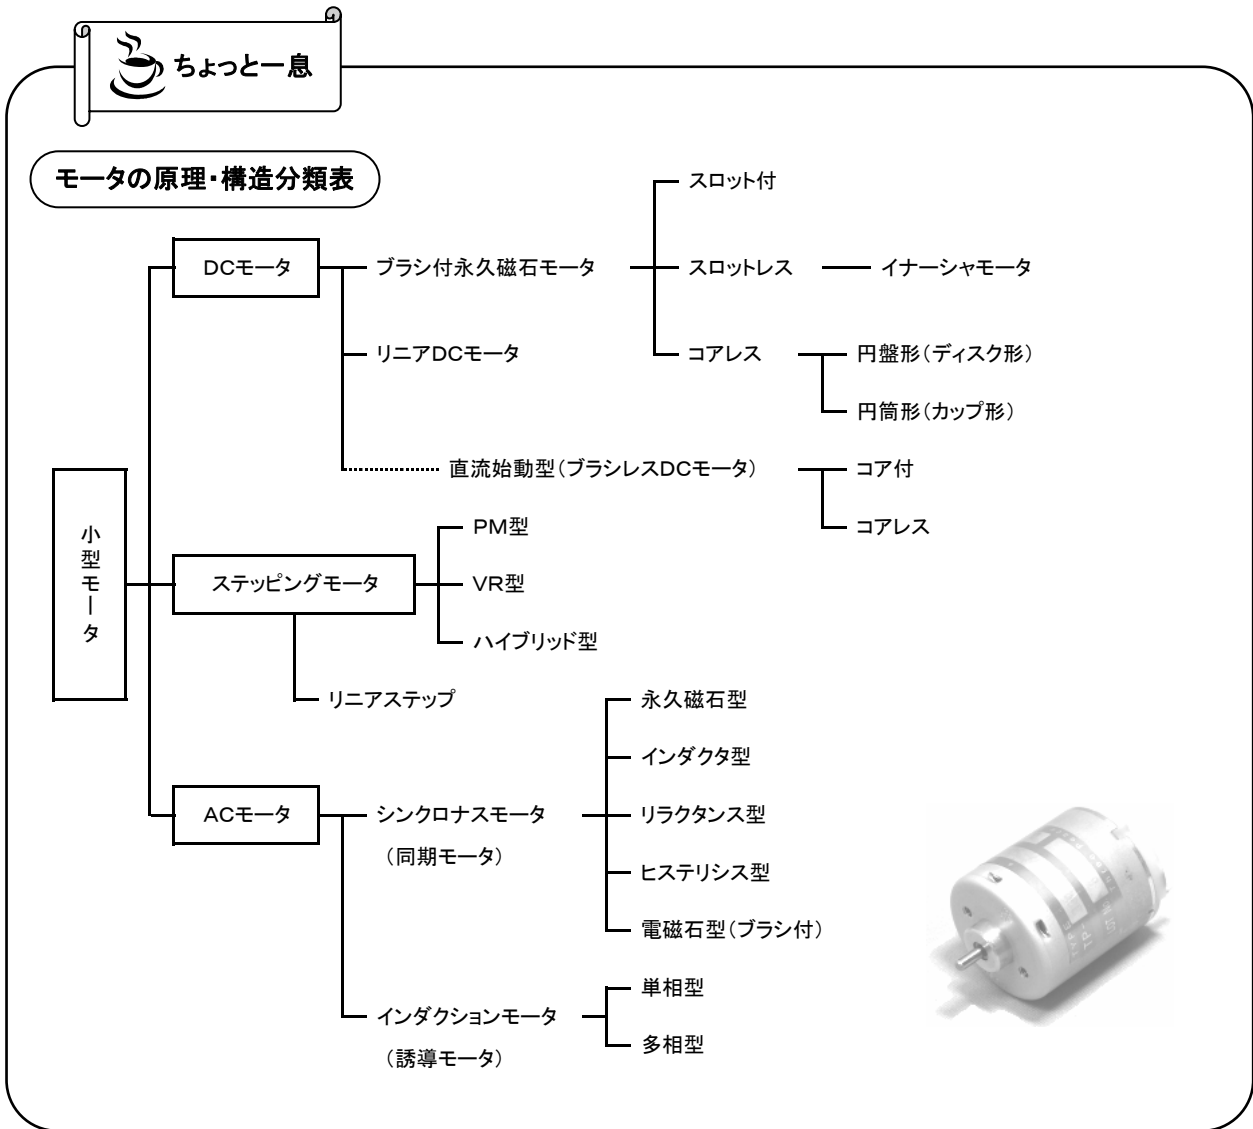 ちょっと一息
モータの原理・構造分類表
スロット付
DCモータ
ブラシ付永久磁石モータ
スロットレス
イナーシャモータ
リニアDCモータ
コアレス
円盤形（ディスク形）
円筒形（カップ形）
直流始動型（ブラシレスDCモータ）
コア付
コアレス
小型モータ
PM型
ステッピングモータ
VR型
ハイブリッド型
リニアステップ
永久磁石型
インダクタ型
ACモータ
シンクロナスモータ
（同期モータ）
リラクタンス型
ヒステリシス型
電磁石型（ブラシ付）
インダクションモータ
（誘導モータ）
単相型
多相型